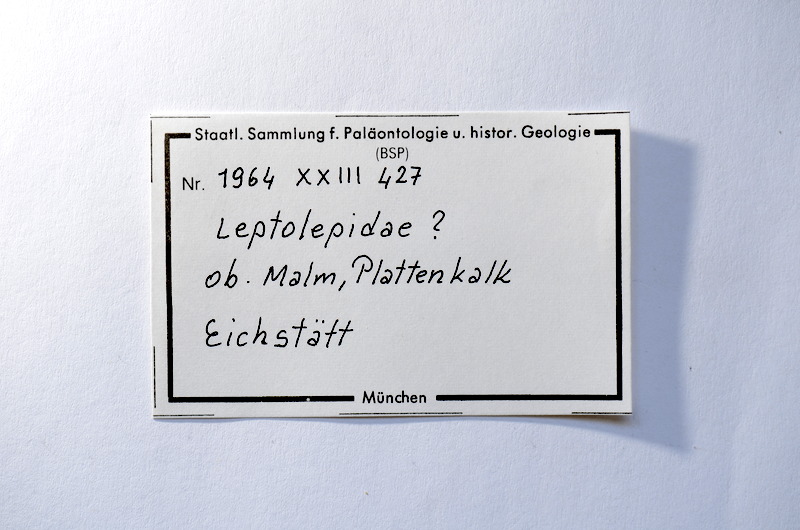 Staatl. Sammlung f. Paläontologie u. histor. Geologie
(BSP)
Nr. 1964 XXIII 427
Leptolepidae ?
ob. Malm, Plattenkalk
Eichstätt
München